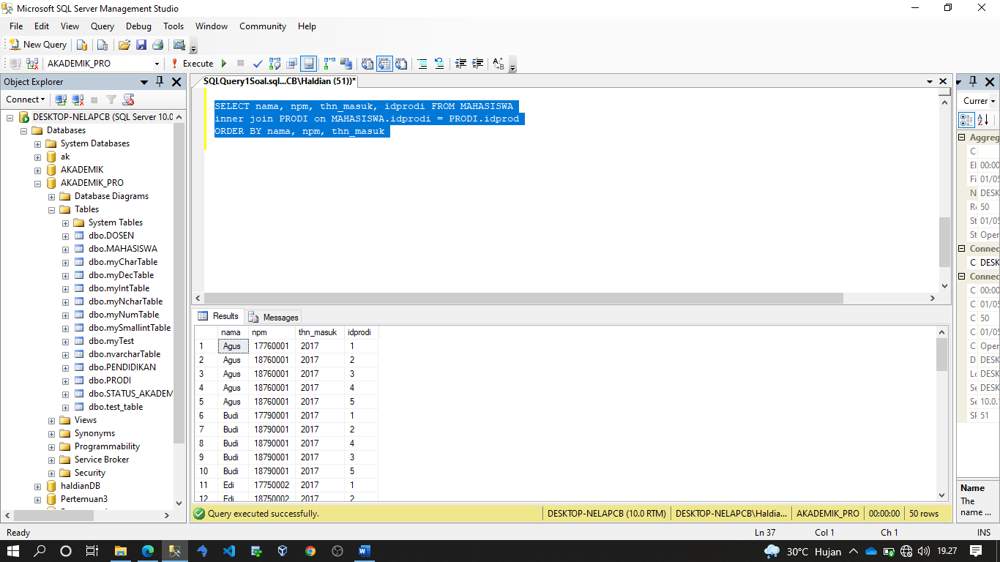 Microsoft SQL Server Management Studio
File Edit View Query Debug Tools Window Community Help
New Query
AKADEMIK_PRO Execute
Object Explorer
Connect
DESKTOP-NELAPCB (SQL Server 10.0
Databases
System Databases
ak
AKADEMIK
AKADEMIK_PRO
Database Diagrams
Tables
System Tables
dbo.DOSEN
dbo.MAHASISWA
dbo.myCharTable
dbo.myDecTable
dbo.myIntTable
dbo.myNcharTable
dbo.myNumTable
dbo.mySmallintTable
dbo.myTest
dbo.nvarcharTable
dbo.PENDIDIKAN
dbo.PRODI
dbo.STATUS_AKADEM
dbo.test_table
Views
Synonyms
Programmability
Service Broker
Security
haldianDB
Pertemuan3
SQLQuery1Soal.sql...CB\Haldian (51))*
SELECT nama, npm, thn_masuk, idprodi FROM MAHASISWA
inner join PRODI on MAHASISWA.idprodi = PRODI.idprod
ORDER BY nama, npm, thn_masuk
Results Messages
nama npm thn_masuk idprodi
1 Agus 17760001 2017 1
2 Agus 18760001 2017 2
3 Agus 18760001 2017 3
4 Agus 18760001 2017 4
5 Agus 18760001 2017 5
6 Budi 17790001 2017 1
7 Budi 18790001 2017 2
8 Budi 18790001 2017 4
9 Budi 18790001 2017 3
10 Budi 18790001 2017 5
11 Edi 17750002 2017 1
12 Edi 18750002 2017 2
Query executed successfully. DESKTOP-NELAPCB (10.0 RTM) DESKTOP-NELAPCB\Haldia... AKADEMIK_PRO 00:00:00 50 rows
Currer
Aggreg
C
El 00:00
Fi 01/05
N DESK
Re 50
St 01/05
St Oper
Connec
C DESK
Connec
C 00:00
C 01/05
C 50
C 01/05
C Oper
D DESK
Lo DESK
Se DESK
Se 10.0.
SP 51
Name
The
name ...
Ready Ln 37 Col 1 Ch 1 INS
30°C Hujan 19.27